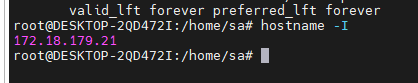 valid_lft forever preferred_lft forever
root@DESKTOP-2QD472I:/home/sa# hostname -I
172.18.179.21
root@DESKTOP-2QD472I:/home/sa#